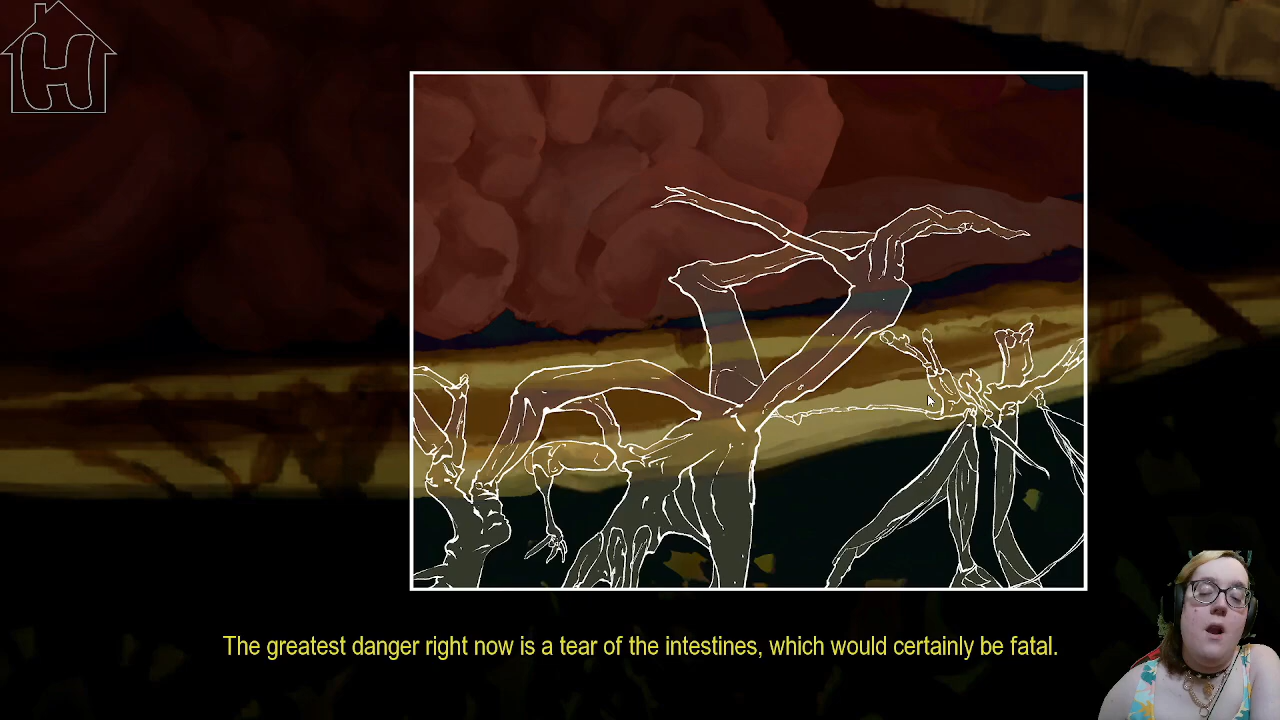 H
The greatest danger right now is a tear of the intestines, which would certainly be fatal.